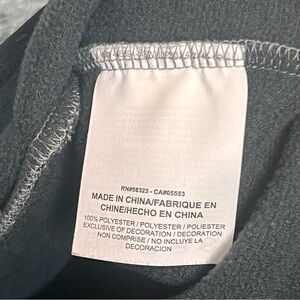 RN#56323 - CA#05553
MADE IN CHINA/FABRIQUE EN
CHINE/HECHO EN CHINA
100% POLYESTER / POLYESTER / POLIESTER
EXCLUSIVE OF DECORATION / DECORATION
NON COMPRISE / NO INCLUYE LA
DECORACION